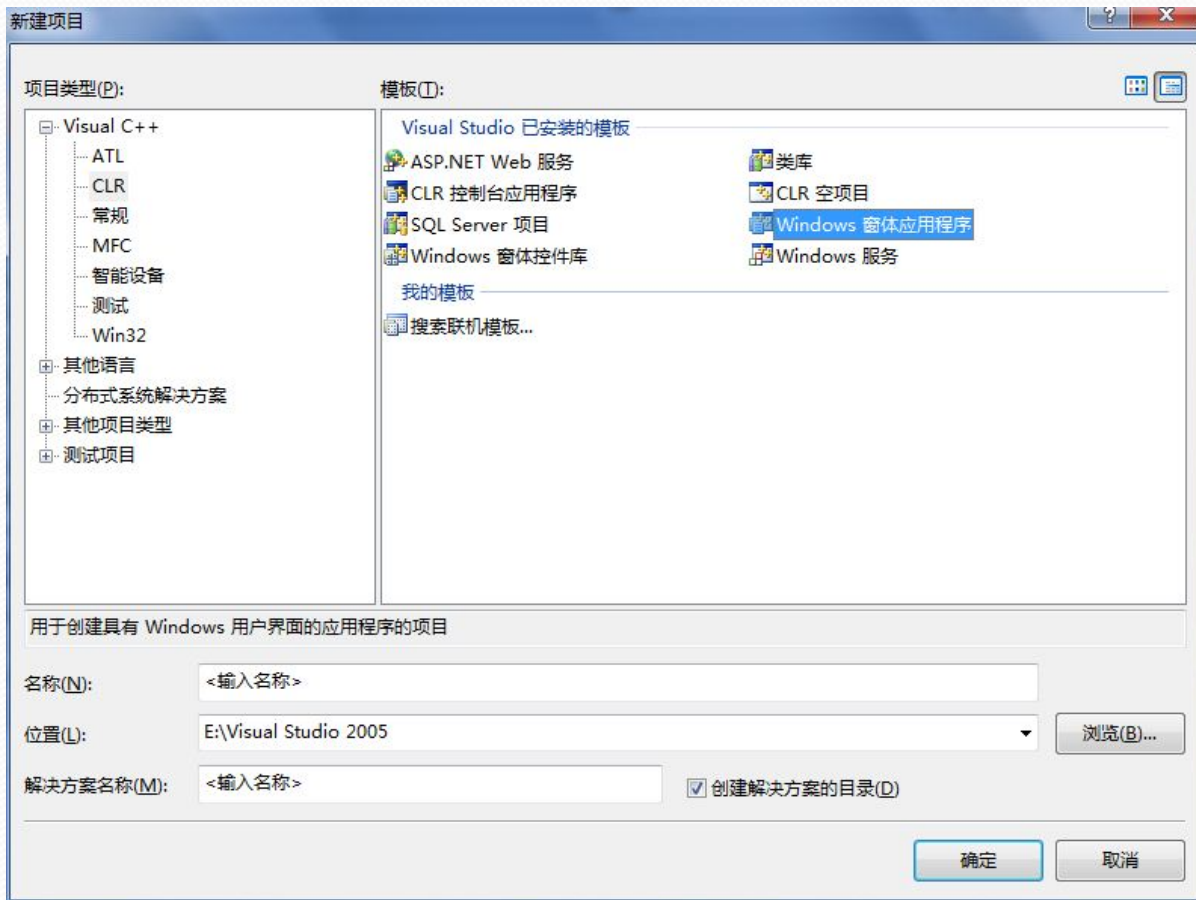 新建项目
项目类型(P):
模板(T):
Visual C++
ATL
CLR
常规
MFC
智能设备
测试
Win32
其他语言
分布式系统解决方案
其他项目类型
测试项目
Visual Studio 已安装的模板
ASP.NET Web 服务
类库
CLR 控制台应用程序
CLR 空项目
SQL Server 项目
Windows 窗体应用程序
Windows 窗体控件库
Windows 服务
我的模板
搜索联机模板...
用于创建具有 Windows 用户界面的应用程序的项目
名称(N):
<输入名称>
位置(L):
E:\Visual Studio 2005
浏览(B)...
解决方案名称(M):
<输入名称>
创建解决方案的目录(D)
确定
取消